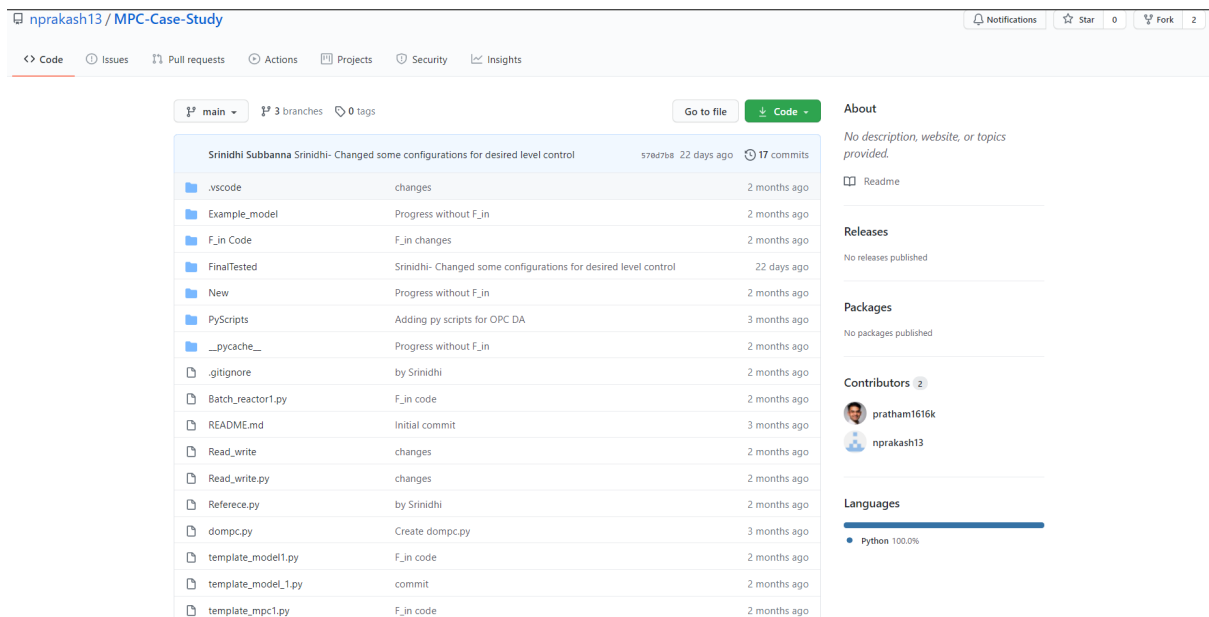 nprakash13 / MPC-Case-Study
Notifications
Star 0
Fork 2
Code
Issues
Pull requests
Actions
Projects
Security
Insights
main
3 branches
0 tags
Go to file
Code
Srinidhi Subbanna Srinidhi- Changed some configurations for desired level control 570d7b8 22 days ago 17 commits
.vscode changes 2 months ago
Example_model Progress without F_in 2 months ago
F_in Code F_in changes 2 months ago
FinalTested Srinidhi- Changed some configurations for desired level control 22 days ago
New Progress without F_in 2 months ago
PyScripts Adding py scripts for OPC DA 3 months ago
__pycache__ Progress without F_in 2 months ago
.gitignore by Srinidhi 2 months ago
Batch_reactor1.py F_in code 2 months ago
README.md Initial commit 3 months ago
Read_write changes 2 months ago
Read_write.py changes 2 months ago
Referece.py by Srinidhi 2 months ago
dompc.py Create dompc.py 3 months ago
template_model1.py F_in code 2 months ago
template_model_1.py commit 2 months ago
template_mpc1.py F_in code 2 months ago
About
No description, website, or topics
provided.
Readme
Releases
No releases published
Packages
No packages published
Contributors 2
pratham1616k
nprakash13
Languages
Python 100.0%